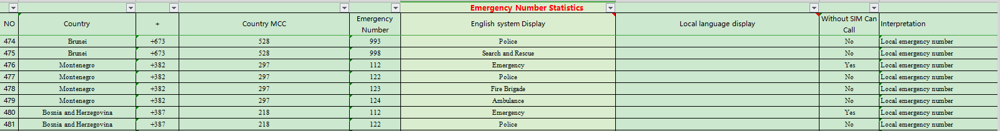 Emergency Number Statistics
NO Country + Country MCC Emergency Number English system Display Local language display Without SIM Can Call Interpretation
474 Brunei +673 528 993 Police No Local emergency number
475 Brunei +673 528 998 Search and Rescue No Local emergency number
476 Montenegro +382 297 112 Emergency Yes Local emergency number
477 Montenegro +382 297 122 Police No Local emergency number
478 Montenegro +382 297 123 Fire Brigade No Local emergency number
479 Montenegro +382 297 124 Ambulance No Local emergency number
480 Bosnia and Herzegovina +387 218 112 Emergency Yes Local emergency number
481 Bosnia and Herzegovina +387 218 122 Police No Local emergency number